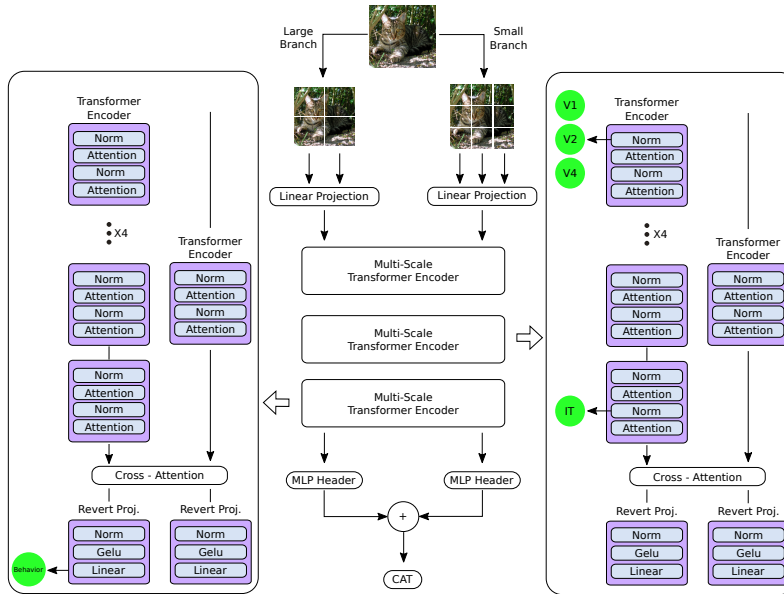 Large
Branch
Small
Branch
Linear Projection
Linear Projection
Multi-Scale
Transformer Encoder
Multi-Scale
Transformer Encoder
Multi-Scale
Transformer Encoder
MLP Header
MLP Header
+
CAT
Transformer
Encoder
Norm
Attention
Norm
Attention
X4
Transformer
Encoder
Norm
Attention
Norm
Attention
Norm
Attention
Norm
Attention
Norm
Attention
Norm
Attention
Cross - Attention
Revert Proj.
Revert Proj.
Norm
Gelu
Linear
Norm
Gelu
Linear
Behavior
V1
V2
V4
Transformer
Encoder
Norm
Attention
Norm
Attention
X4
Transformer
Encoder
Norm
Attention
Norm
Attention
Norm
Attention
Norm
Attention
IT
Norm
Attention
Norm
Attention
Cross - Attention
Revert Proj.
Revert Proj.
Norm
Gelu
Linear
Norm
Gelu
Linear